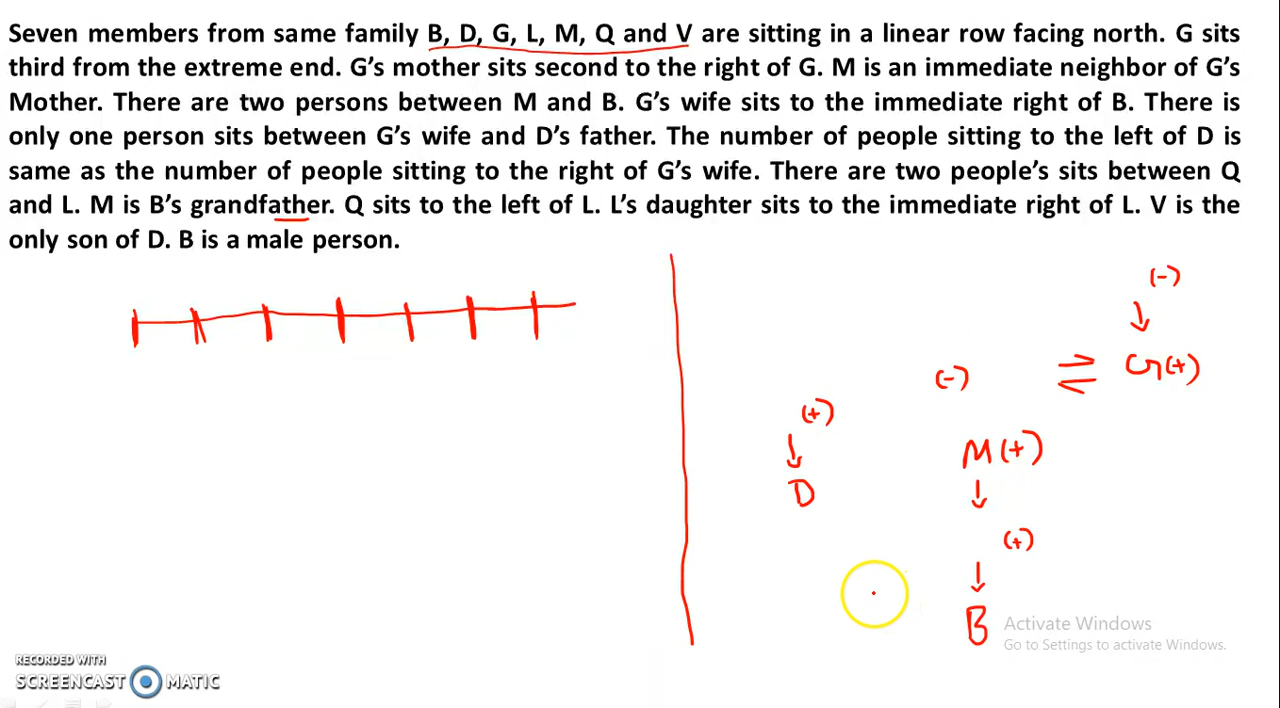 Seven members from same family B, D, G, L, M, Q and V are sitting in a linear row facing north. G sits
third from the extreme end. G's mother sits second to the right of G. M is an immediate neighbor of G's
Mother. There are two persons between M and B. G's wife sits to the immediate right of B. There is
only one person sits between G's wife and D's father. The number of people sitting to the left of D is
same as the number of people sitting to the right of G's wife. There are two people's sits between Q
and L. M is B's grandfather. Q sits to the left of L. L's daughter sits to the immediate right of L. V is the
only son of D. B is a male person.
(-)
↓
(-) ⇌ G(+)
(+)
↓ M(+)
D ↓
(+)
↓
B
Activate Windows
Go to Settings to activate Windows.
RECORDED WITH
SCREENCAST MATIC